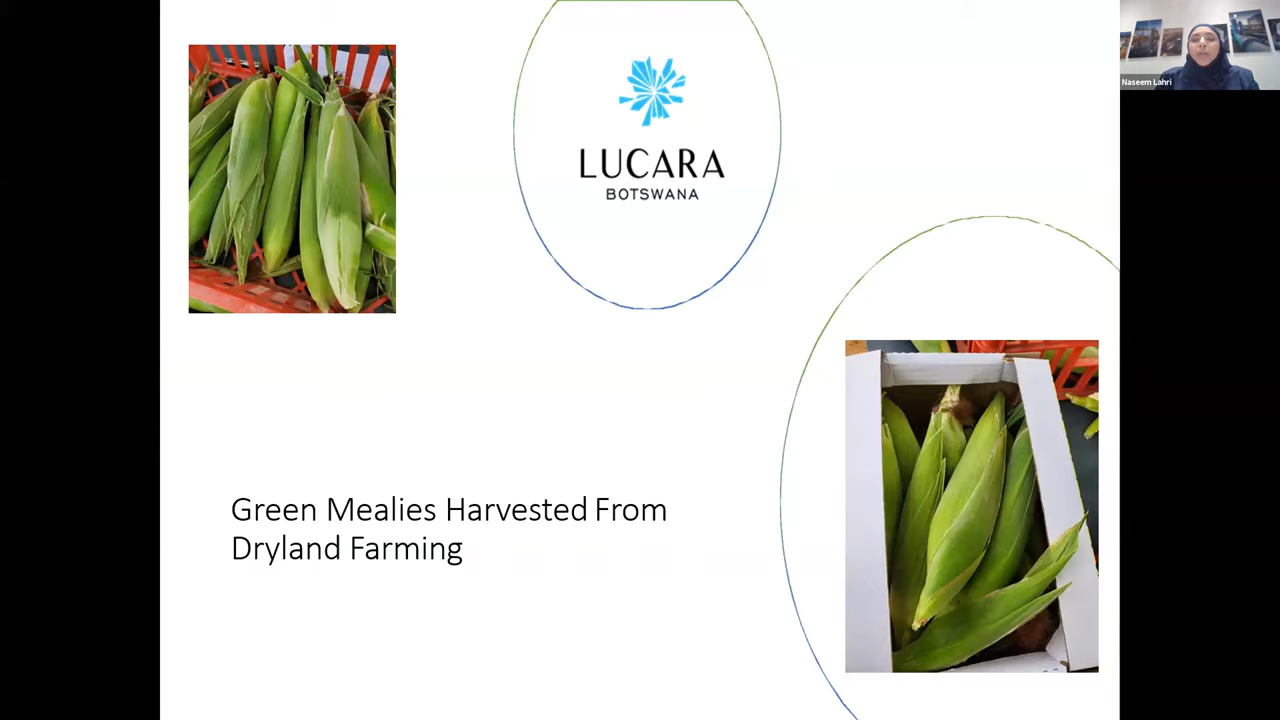 LUCARA
BOTSWANA
Naseem Lahri
Green Mealies Harvested From
Dryland Farming